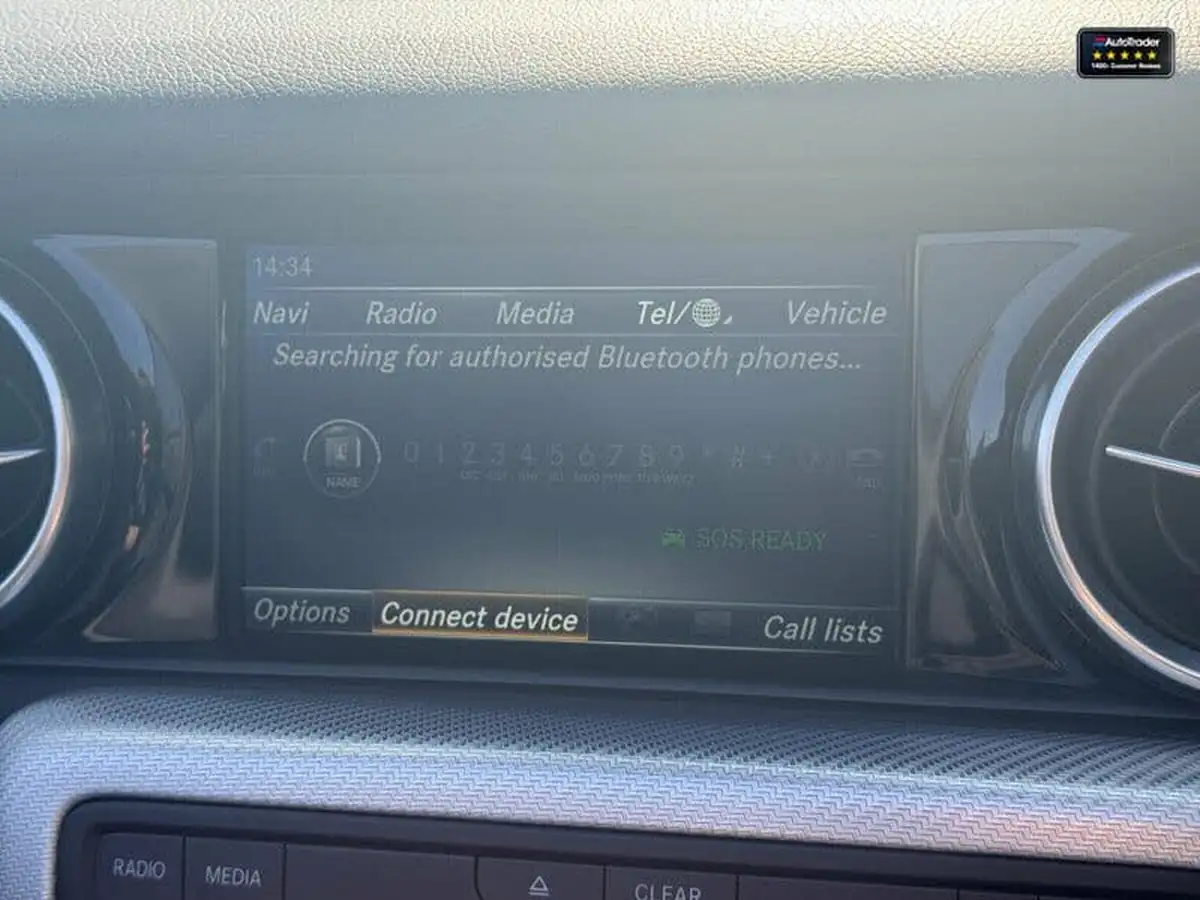 AutoTrader
14:34
Navi Radio Media Tel/ Vehicle
Searching for authorised Bluetooth phones...
0 1 2 3 4 5 6 7 8 9 * # +
NAME
SOS READY
Options Connect device Call lists
RADIO MEDIA CLEAR